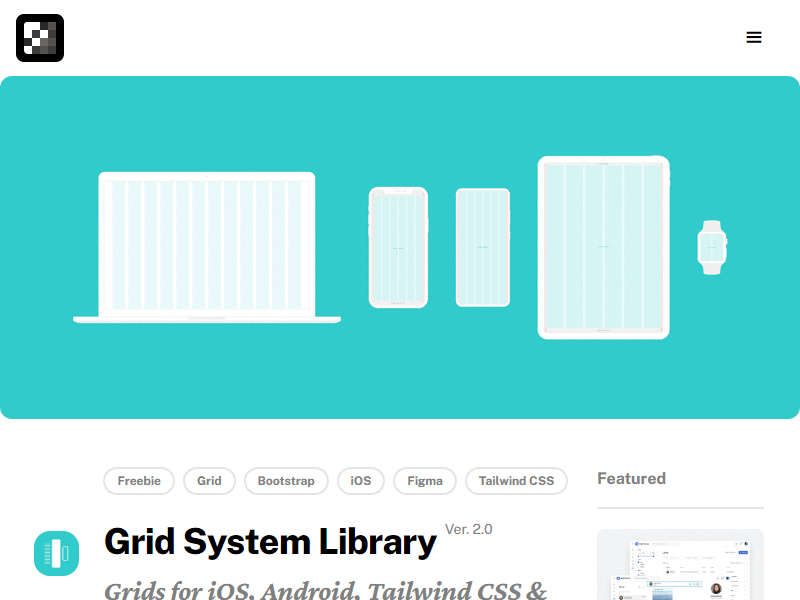 Freebie
Grid
Bootstrap
iOS
Figma
Tailwind CSS
Featured
Grid System Library
Ver. 2.0
Grids for iOS, Android, Tailwind CSS &